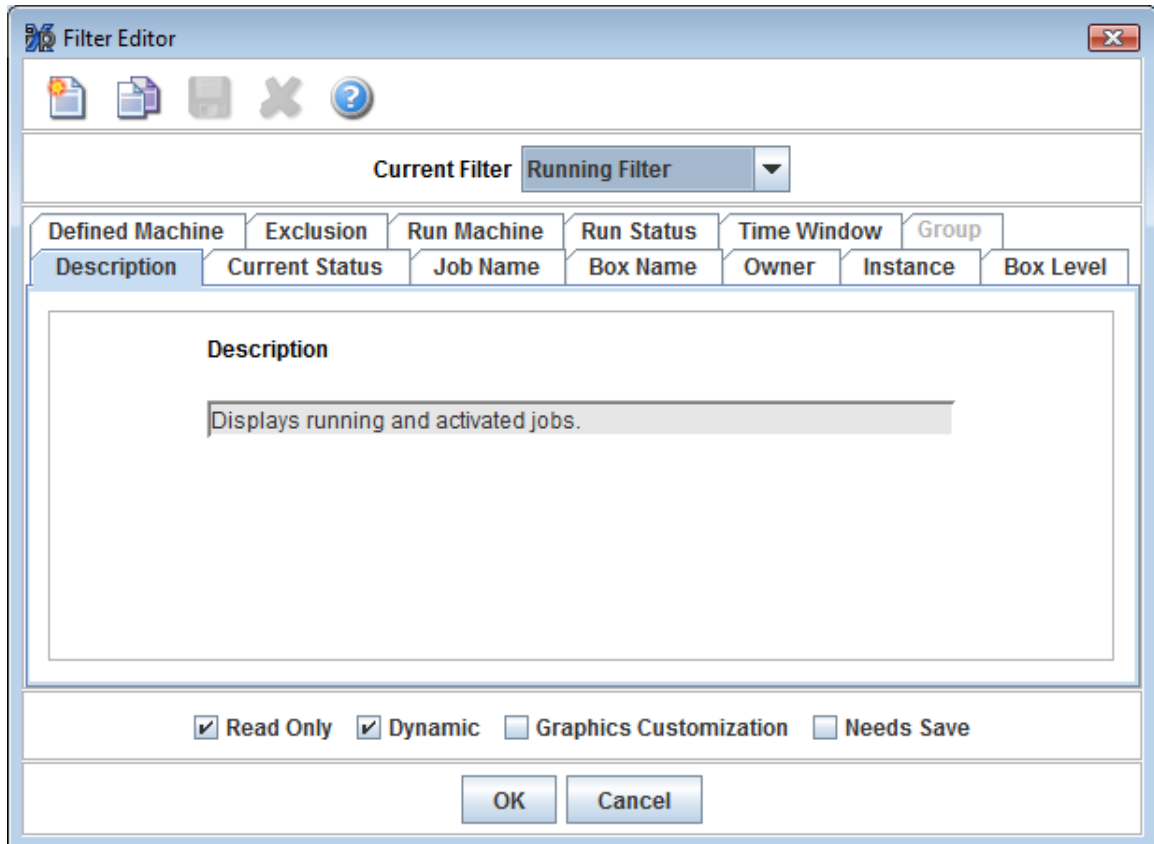 Filter Editor
Current Filter Running Filter
Defined Machine Exclusion Run Machine Run Status Time Window Group
Description Current Status Job Name Box Name Owner Instance Box Level
Description
Displays running and activated jobs.
Read Only Dynamic Graphics Customization Needs Save
OK Cancel